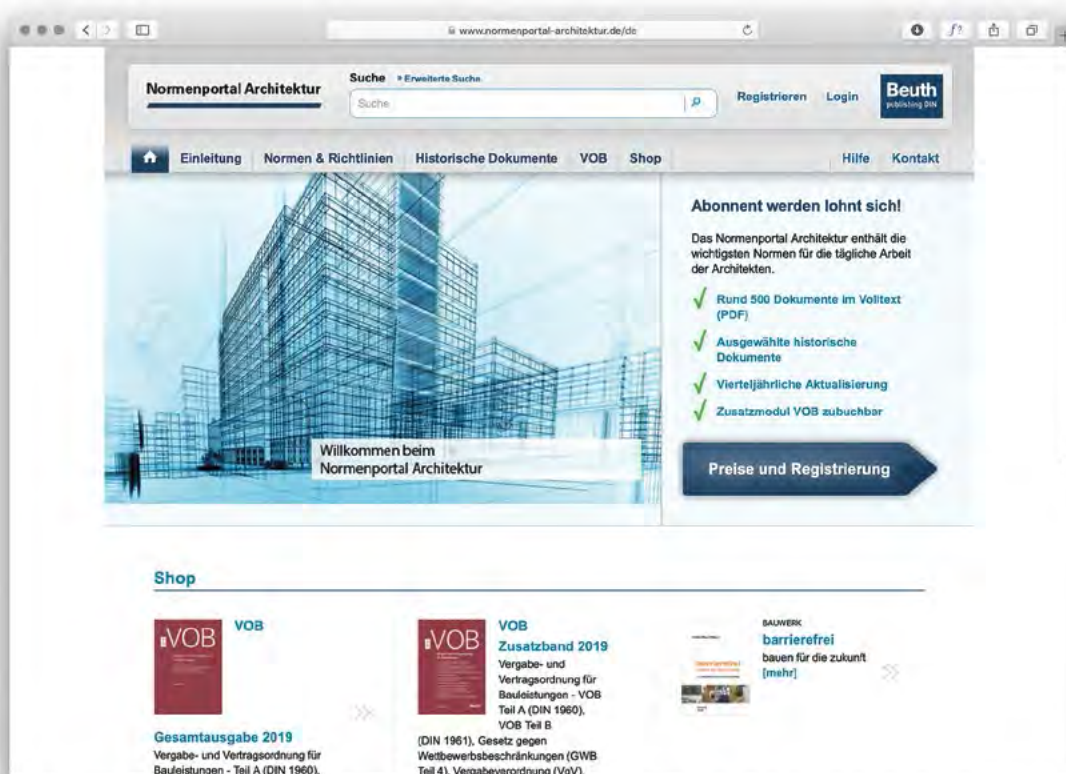 www.normenportal-architektur.de/de
Normenportal Architektur
Suche » Erweiterte Suche
Suche
Registrieren Login
Beuth
publishing DIN
Einleitung Normen & Richtlinien Historische Dokumente VOB Shop
Hilfe Kontakt
Willkommen beim
Normenportal Architektur
Abonnent werden lohnt sich!
Das Normenportal Architektur enthält die
wichtigsten Normen für die tägliche Arbeit
der Architekten.
Rund 500 Dokumente im Volltext
(PDF)
Ausgewählte historische
Dokumente
Vierteljährliche Aktualisierung
Zusatzmodul VOB zubuchbar
Preise und Registrierung
Shop
VOB
VOB
Gesamtausgabe 2019
Vergabe- und Vertragsordnung für
Bauleistungen - Teil A (DIN 1960),
VOB
VOB
Zusatzband 2019
Vergabe- und
Vertragsordnung für
Bauleistungen - VOB
Teil A (DIN 1960),
VOB Teil B
(DIN 1961), Gesetz gegen
Wettbewerbsbeschränkungen (GWB
Teil 4), Vergabeverordnung (VgV),
BAUWERK
barrierefrei
bauen für die zukunft
[mehr]